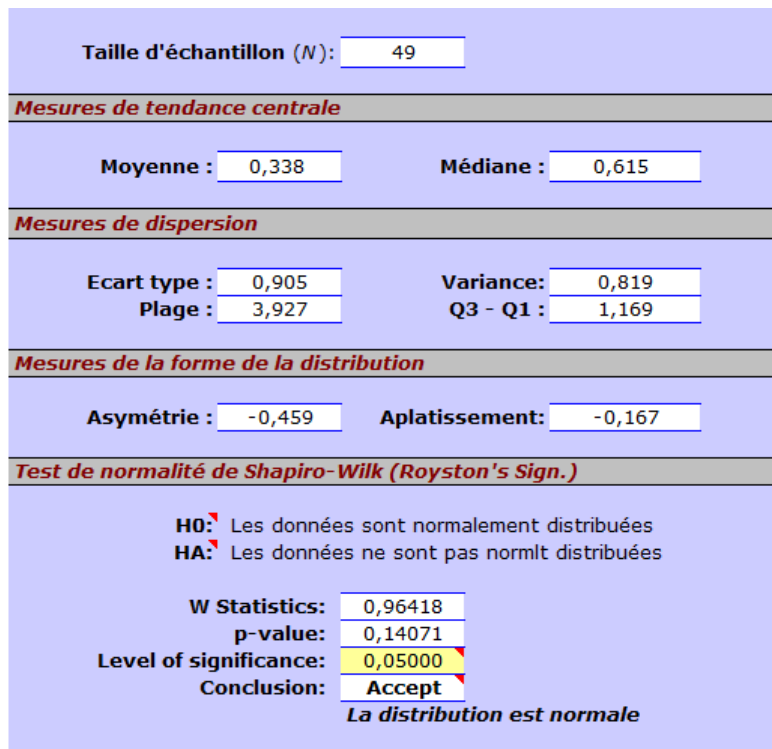 Taille d'échantillon (N): 49
Mesures de tendance centrale
Moyenne : 0,338 Médiane : 0,615
Mesures de dispersion
Ecart type : 0,905 Variance: 0,819
Plage : 3,927 Q3 - Q1 : 1,169
Mesures de la forme de la distribution
Asymétrie : -0,459 Aplatissement: -0,167
Test de normalité de Shapiro-Wilk (Royston's Sign.)
H0: Les données sont normalement distribuées
HA: Les données ne sont pas normlt distribuées
W Statistics: 0,96418
p-value: 0,14071
Level of significance: 0,05000
Conclusion: Accept
La distribution est normale